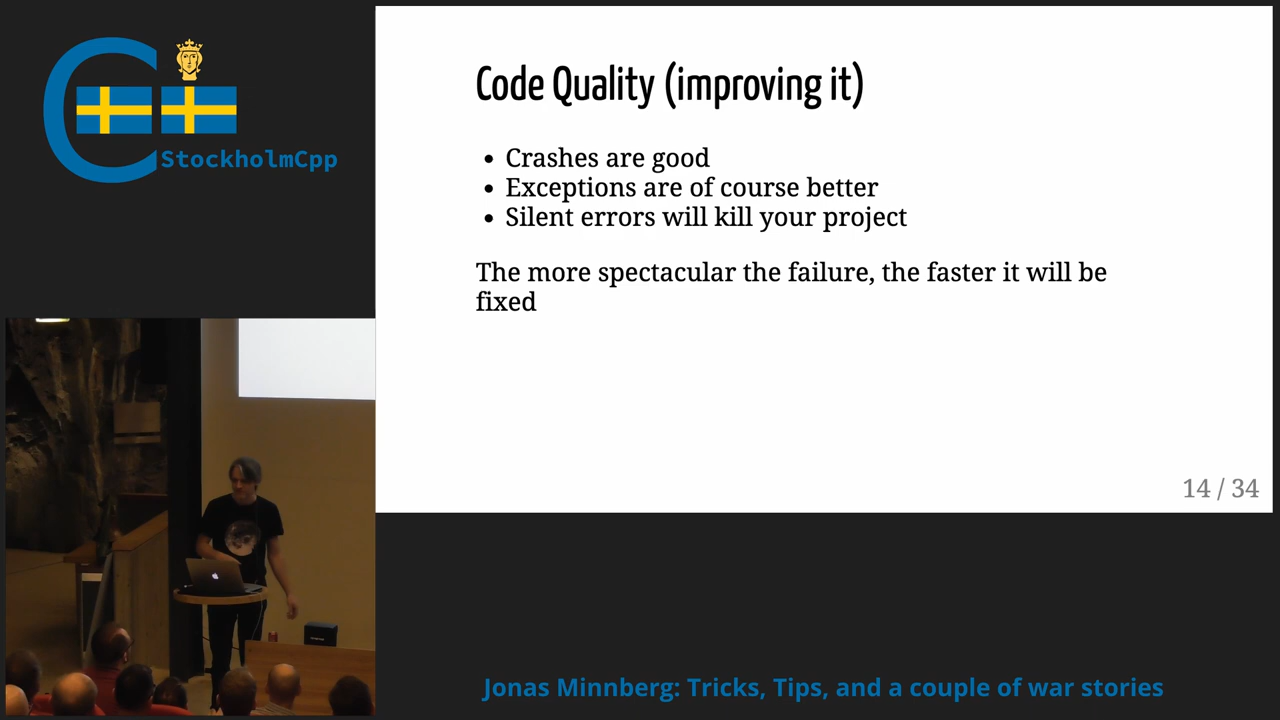 StockholmCpp
Code Quality (improving it)
• Crashes are good
• Exceptions are of course better
• Silent errors will kill your project
The more spectacular the failure, the faster it will be
fixed
14 / 34
Jonas Minnberg: Tricks, Tips, and a couple of war stories